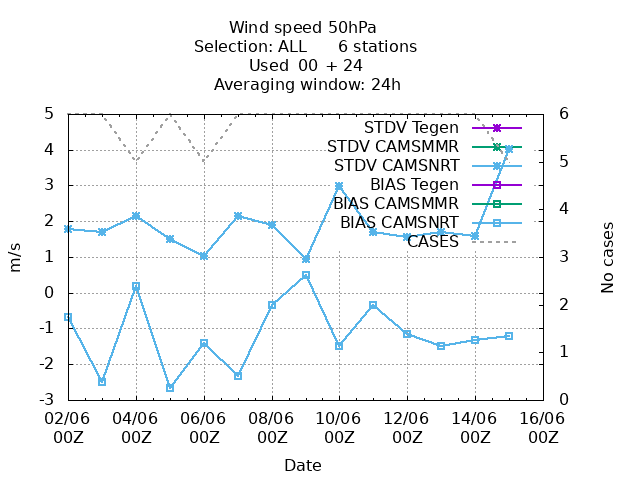 Wind speed 50hPa
Selection: ALL 6 stations
Used 00 + 24
Averaging window: 24h
STDV Tegen
STDV CAMSMMR
STDV CAMSNRT
BIAS Tegen
BIAS CAMSMMR
BIAS CAMSNRT
CASES
5
4
3
2
1
0
-1
-2
-3
m/s
6
5
4
3
2
1
0
No cases
02/06 04/06 06/06 08/06 10/06 12/06 14/06 16/06
00Z 00Z 00Z 00Z 00Z 00Z 00Z 00Z
Date